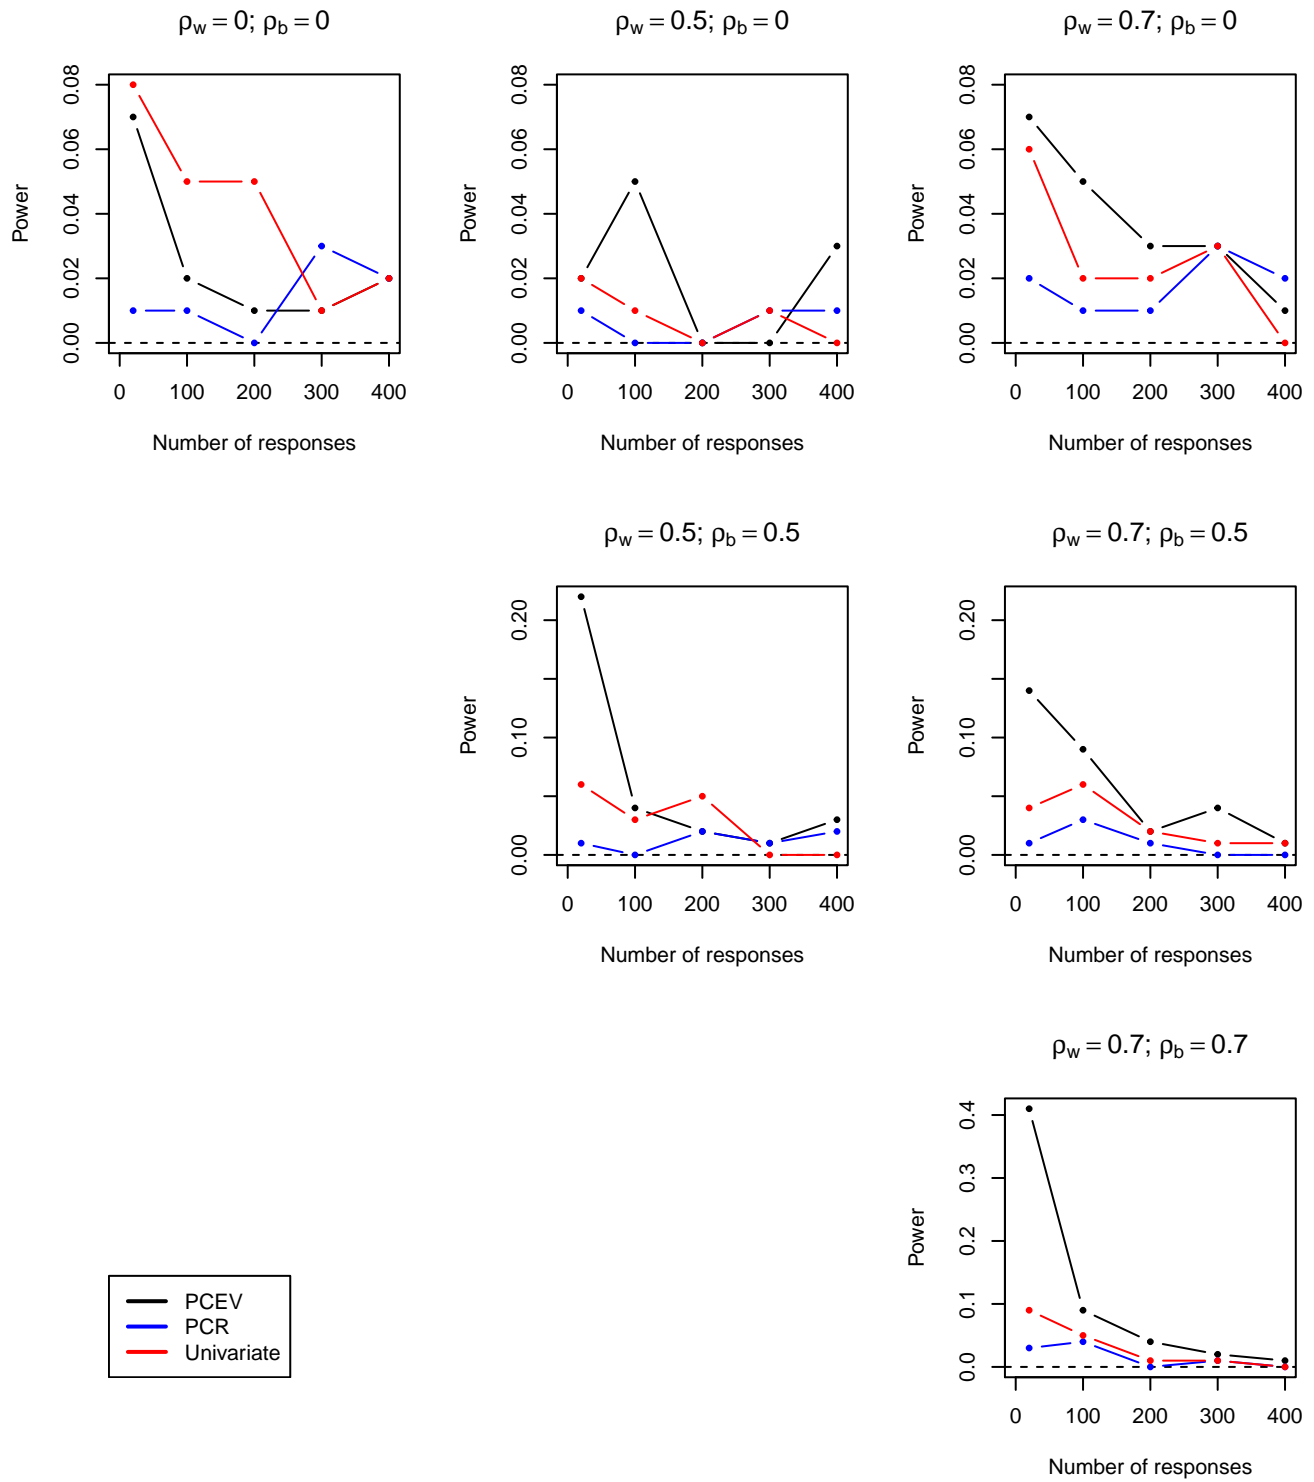 ρw = 0; ρb = 0
Power
0.00 0.02 0.04 0.06 0.08
0 100 200 300 400
Number of responses
ρw = 0.5; ρb = 0
Power
0.00 0.02 0.04 0.06 0.08
0 100 200 300 400
Number of responses
ρw = 0.7; ρb = 0
Power
0.00 0.02 0.04 0.06 0.08
0 100 200 300 400
Number of responses
ρw = 0.5; ρb = 0.5
Power
0.00 0.10 0.20
0 100 200 300 400
Number of responses
ρw = 0.7; ρb = 0.5
Power
0.00 0.10 0.20
0 100 200 300 400
Number of responses
ρw = 0.7; ρb = 0.7
Power
0.0 0.1 0.2 0.3 0.4
0 100 200 300 400
Number of responses
PCEV
PCR
Univariate